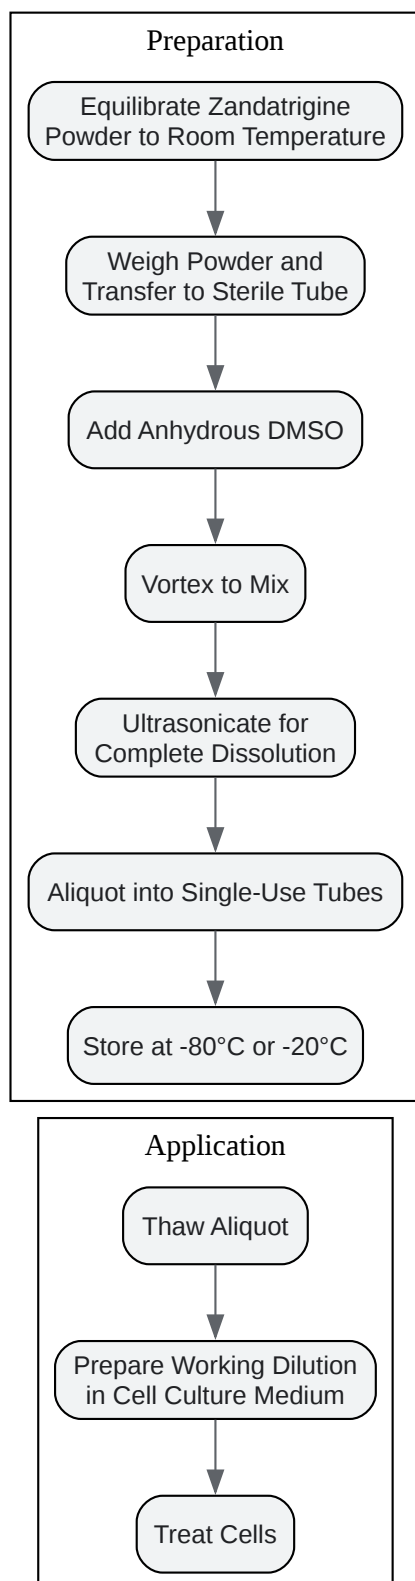 Preparation
Equilibrate Zandatrigine
Powder to Room Temperature
Weigh Powder and
Transfer to Sterile Tube
Add Anhydrous DMSO
Vortex to Mix
Ultrasonicate for
Complete Dissolution
Aliquot into Single-Use Tubes
Store at -80°C or -20°C
Application
Thaw Aliquot
Prepare Working Dilution
in Cell Culture Medium
Treat Cells